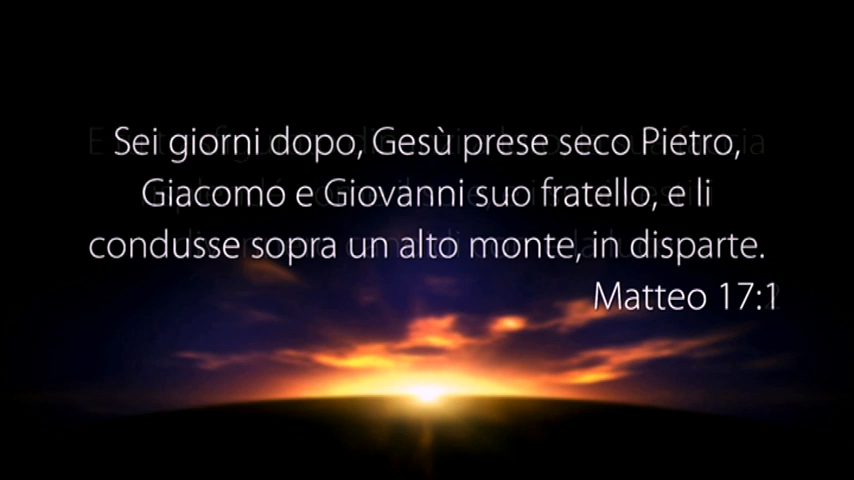 Sei giorni dopo, Gesù prese seco Pietro,
Giacomo e Giovanni suo fratello, e li
condusse sopra un alto monte, in disparte.
Matteo 17:1